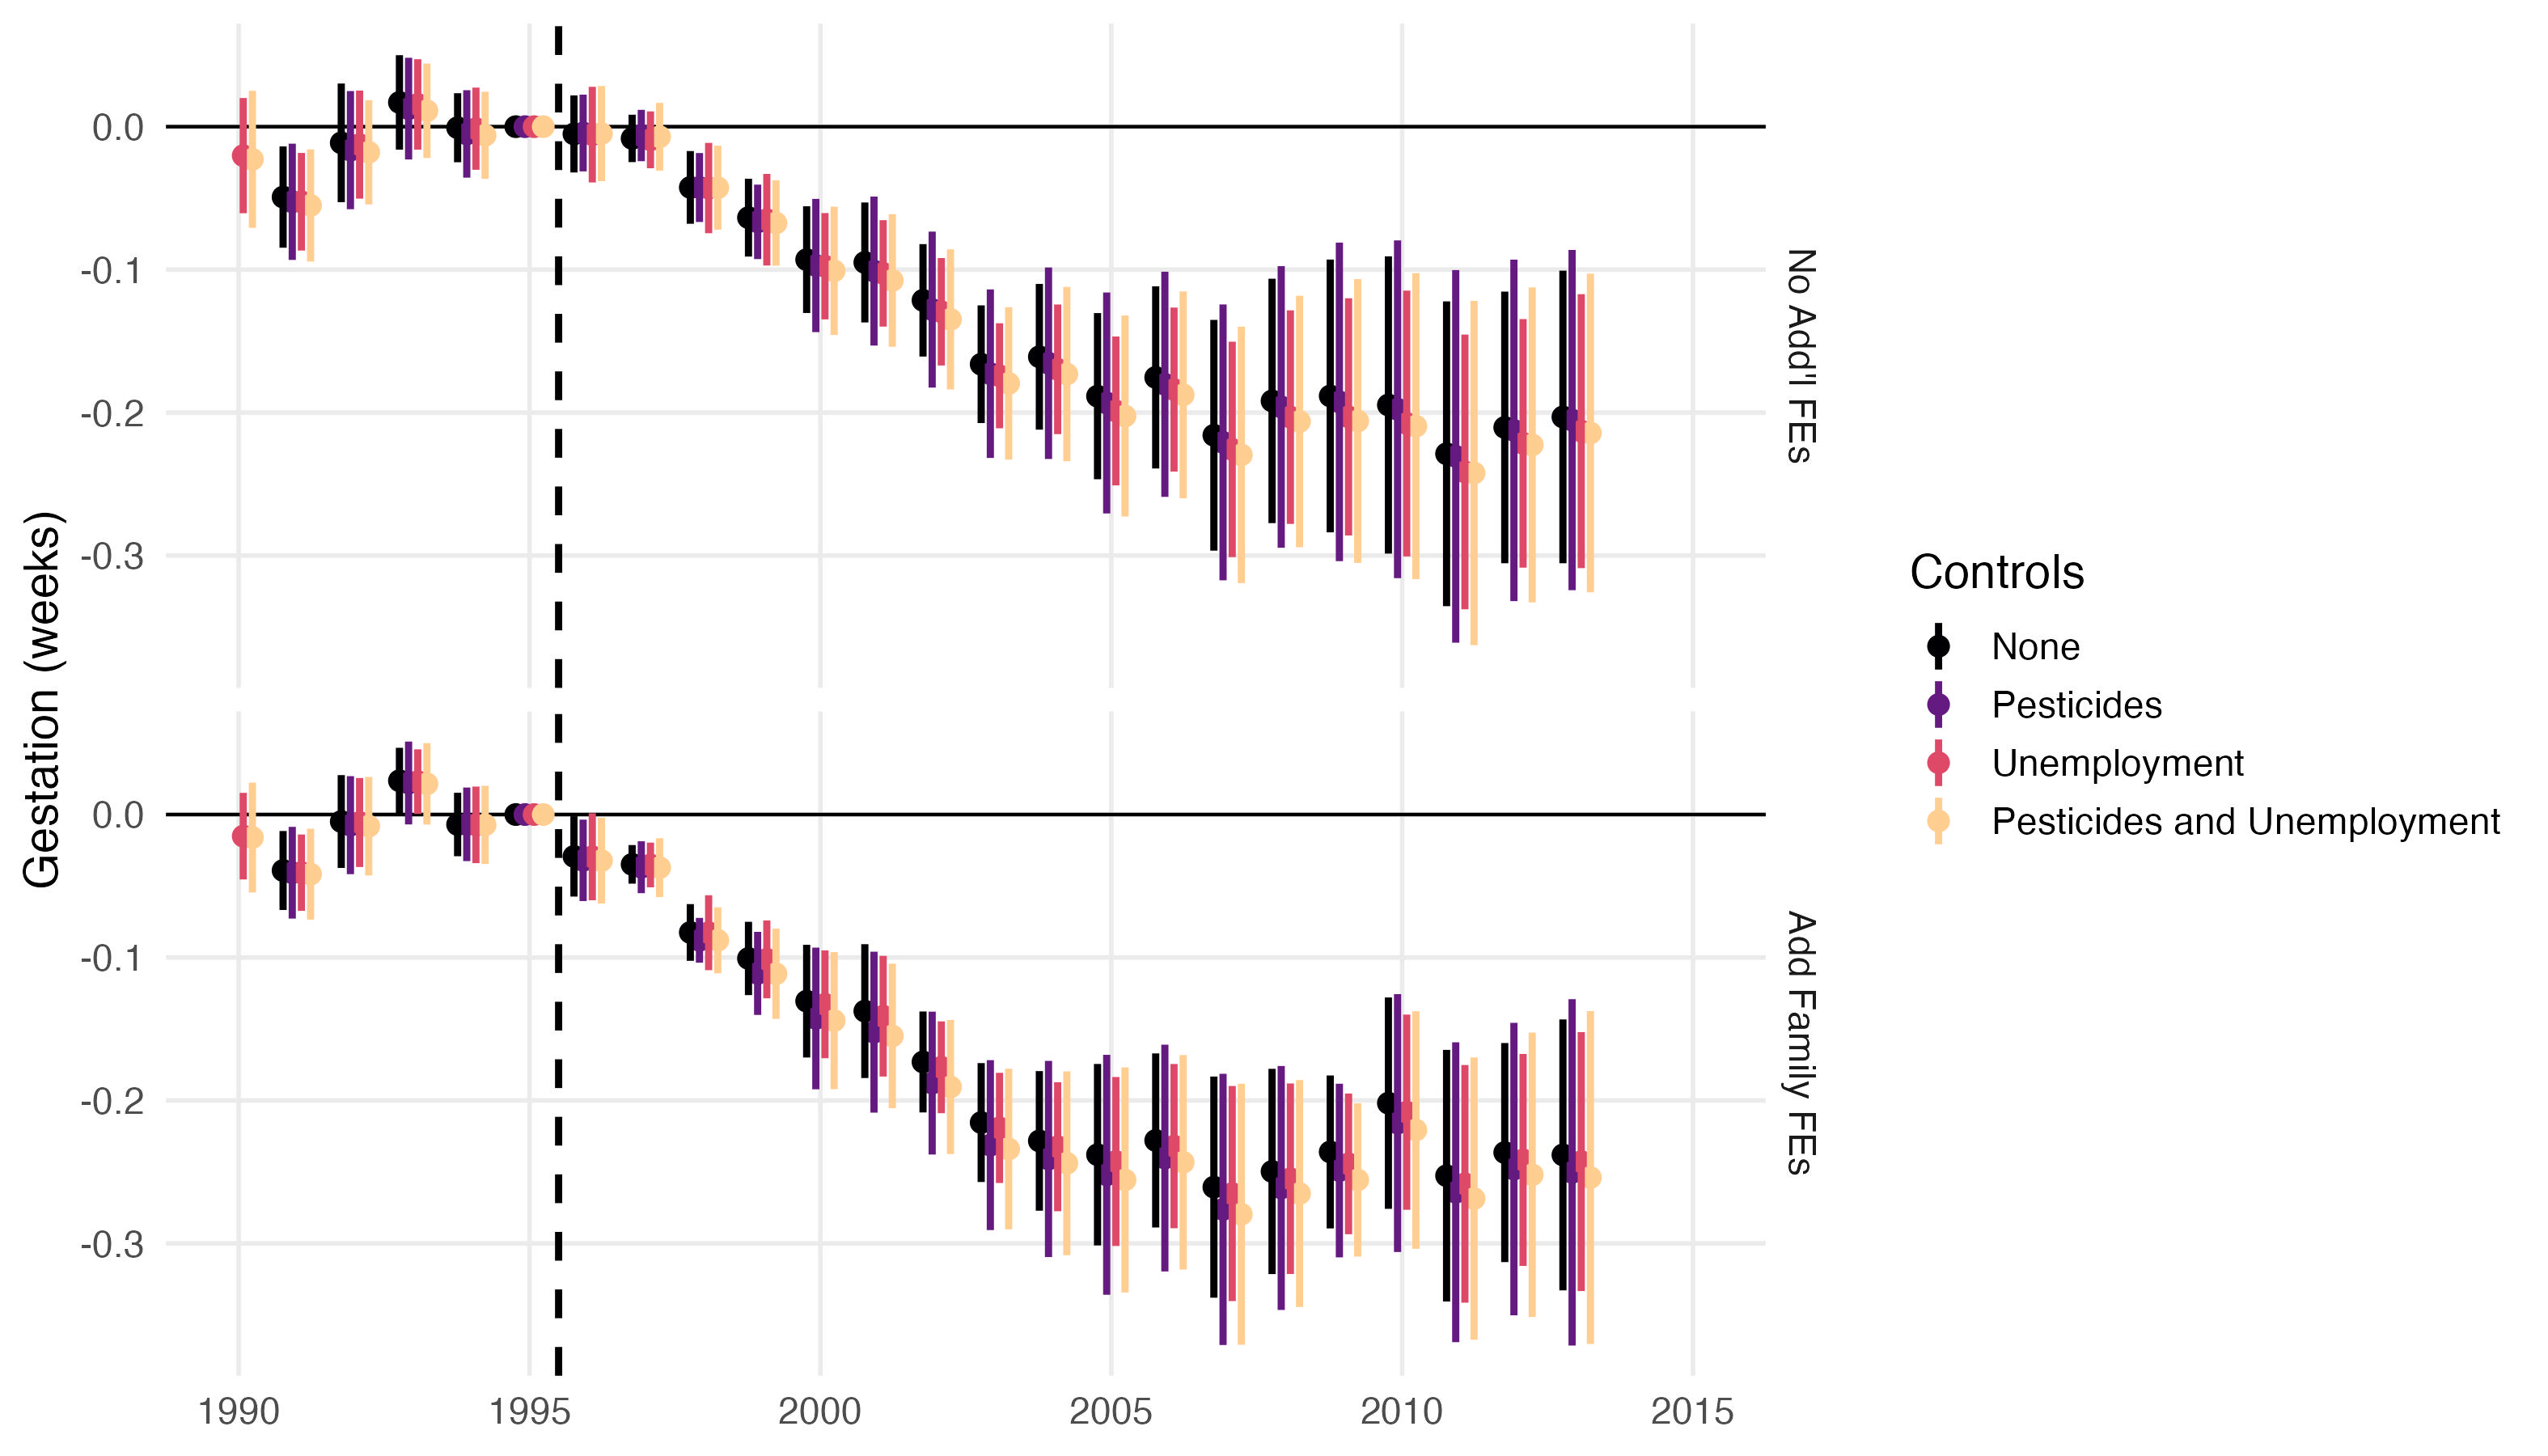 Gestation (weeks)
0.0
-0.1
-0.2
-0.3
No Add'l FEs
0.0
-0.1
-0.2
-0.3
Add Family FEs
1990
1995
2000
2005
2010
2015
Controls
None
Pesticides
Unemployment
Pesticides and Unemployment